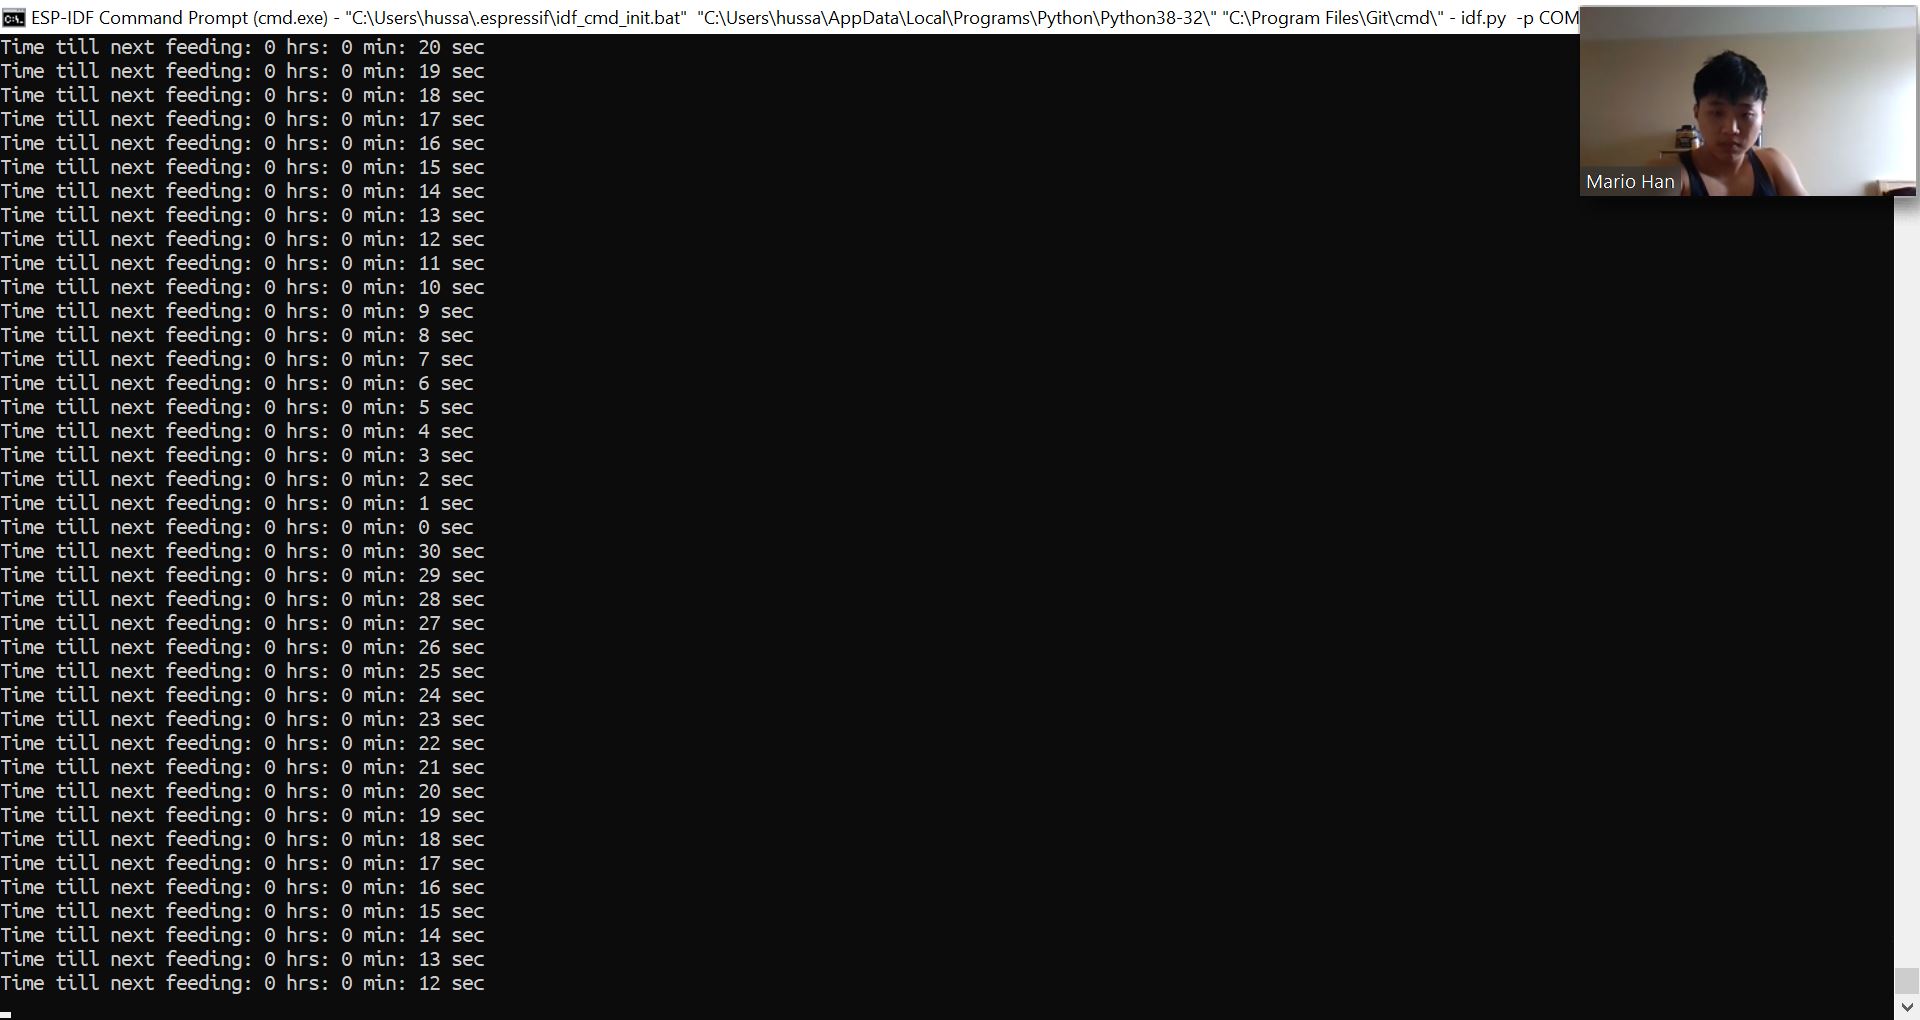 ESP-IDF Command Prompt (cmd.exe) - "C:\Users\hussa\.espressif\idf_cmd_init.bat"  "C:\Users\hussa\AppData\Local\Programs\Python\Python38-32\" "C:\Program Files\Git\cmd\" - idf.py  -p COM
Time till next feeding: 0 hrs: 0 min: 20 sec
Time till next feeding: 0 hrs: 0 min: 19 sec
Time till next feeding: 0 hrs: 0 min: 18 sec
Time till next feeding: 0 hrs: 0 min: 17 sec
Time till next feeding: 0 hrs: 0 min: 16 sec
Time till next feeding: 0 hrs: 0 min: 15 sec
Time till next feeding: 0 hrs: 0 min: 14 sec
Time till next feeding: 0 hrs: 0 min: 13 sec
Time till next feeding: 0 hrs: 0 min: 12 sec
Time till next feeding: 0 hrs: 0 min: 11 sec
Time till next feeding: 0 hrs: 0 min: 10 sec
Time till next feeding: 0 hrs: 0 min: 9 sec
Time till next feeding: 0 hrs: 0 min: 8 sec
Time till next feeding: 0 hrs: 0 min: 7 sec
Time till next feeding: 0 hrs: 0 min: 6 sec
Time till next feeding: 0 hrs: 0 min: 5 sec
Time till next feeding: 0 hrs: 0 min: 4 sec
Time till next feeding: 0 hrs: 0 min: 3 sec
Time till next feeding: 0 hrs: 0 min: 2 sec
Time till next feeding: 0 hrs: 0 min: 1 sec
Time till next feeding: 0 hrs: 0 min: 0 sec
Time till next feeding: 0 hrs: 0 min: 30 sec
Time till next feeding: 0 hrs: 0 min: 29 sec
Time till next feeding: 0 hrs: 0 min: 28 sec
Time till next feeding: 0 hrs: 0 min: 27 sec
Time till next feeding: 0 hrs: 0 min: 26 sec
Time till next feeding: 0 hrs: 0 min: 25 sec
Time till next feeding: 0 hrs: 0 min: 24 sec
Time till next feeding: 0 hrs: 0 min: 23 sec
Time till next feeding: 0 hrs: 0 min: 22 sec
Time till next feeding: 0 hrs: 0 min: 21 sec
Time till next feeding: 0 hrs: 0 min: 20 sec
Time till next feeding: 0 hrs: 0 min: 19 sec
Time till next feeding: 0 hrs: 0 min: 18 sec
Time till next feeding: 0 hrs: 0 min: 17 sec
Time till next feeding: 0 hrs: 0 min: 16 sec
Time till next feeding: 0 hrs: 0 min: 15 sec
Time till next feeding: 0 hrs: 0 min: 14 sec
Time till next feeding: 0 hrs: 0 min: 13 sec
Time till next feeding: 0 hrs: 0 min: 12 sec
Mario Han